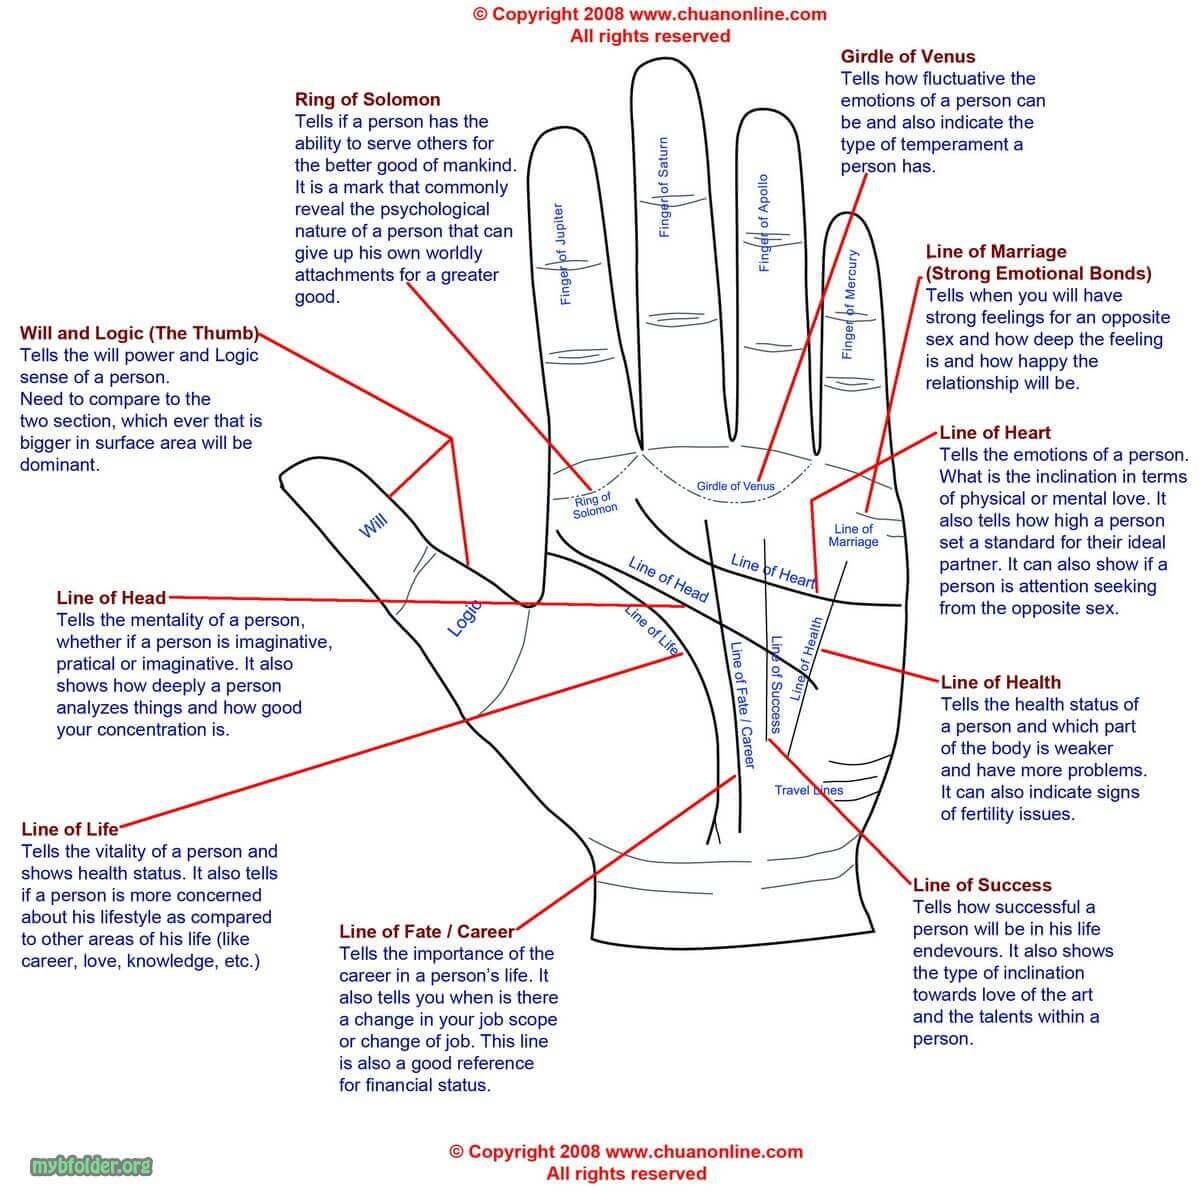 © Copyright 2008 www.chuanonline.com
All rights reserved
Ring of Solomon
Tells if a person has the
ability to serve others for
the better good of mankind.
It is a mark that commonly
reveal the psychological
nature of a person that can
give up his own worldly
attachments for a greater
good.
Girdle of Venus
Tells how fluctuative the
emotions of a person can
be and also indicate the
type of temperament a
person has.
Line of Marriage
(Strong Emotional Bonds)
Tells when you will have
strong feelings for an opposite
sex and how deep the feeling
is and how happy the
relationship will be.
Will and Logic (The Thumb)
Tells the will power and Logic
sense of a person.
Need to compare to the
two section, which ever that is
bigger in surface area will be
dominant.
Line of Heart
Tells the emotions of a person.
What is the inclination in terms
of physical or mental love. It
also tells how high a person
set a standard for their ideal
partner. It can also show if a
person is attention seeking
from the opposite sex.
Finger of Jupiter
Finger of Saturn
Finger of Apollo
Finger of Mercury
Ring of
Solomon
Girdle of Venus
Line of
Marriage
Will
Logic
Line of Head
Line of Heart
Line of Life
Line of Fate / Career
Line of Success
Line of Health
Travel Lines
Line of Head
Tells the mentality of a person,
whether if a person is imaginative,
pratical or imaginative. It also
shows how deeply a person
analyzes things and how good
your concentration is.
Line of Health
Tells the health status of
a person and which part
of the body is weaker
and have more problems.
It can also indicate signs
of fertility issues.
Line of Life
Tells the vitality of a person and
shows health status. It also tells
if a person is more concerned
about his lifestyle as compared
to other areas of his life (like
career, love, knowledge, etc.)
Line of Fate / Career
Tells the importance of the
career in a person's life. It
also tells you when is there
a change in your job scope
or change of job. This line
is also a good reference
for financial status.
Line of Success
Tells how successful a
person will be in his life
endevours. It also shows
the type of inclination
towards love of the art
and the talents within a
person.
© Copyright 2008 www.chuanonline.com
All rights reserved
mybfolder.org